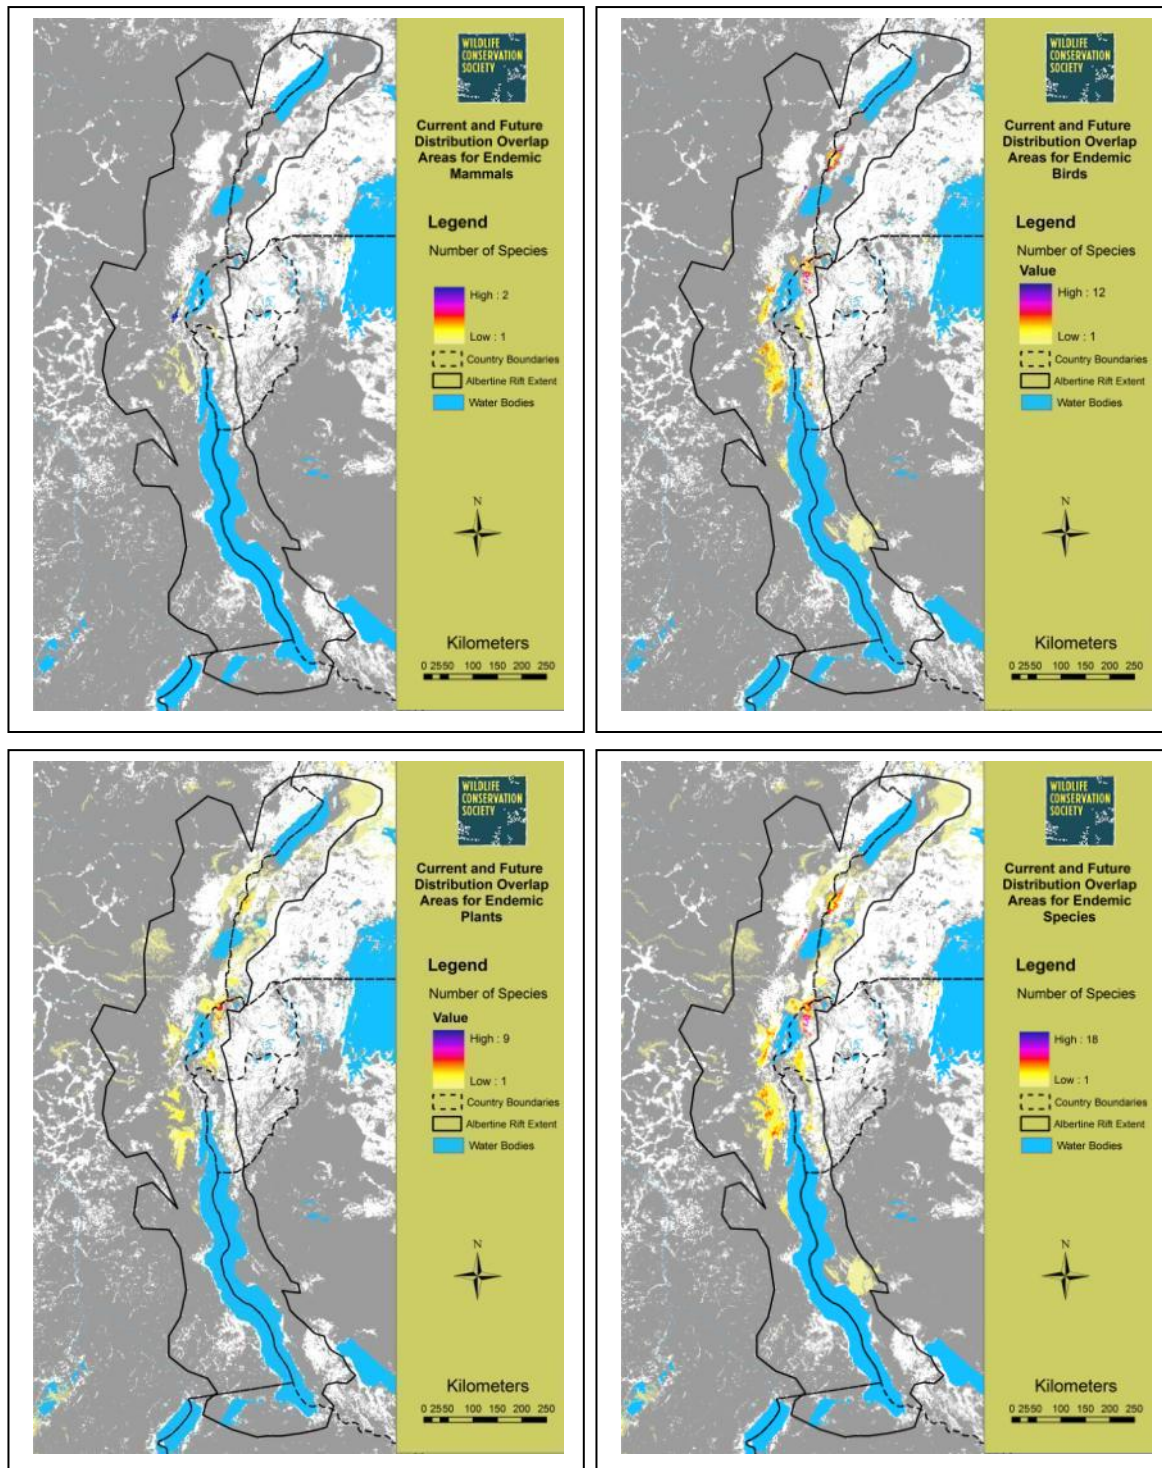 WILDLIFE
CONSERVATION
SOCIETY
Current and Future
Distribution Overlap
Areas for Endemic
Mammals
Legend
Number of Species
High : 2
Low : 1
Country Boundaries
Albertine Rift Extent
Water Bodies
N
Kilometers
0 25 50 100 150 200 250
WILDLIFE
CONSERVATION
SOCIETY
Current and Future
Distribution Overlap
Areas for Endemic
Birds
Legend
Number of Species
Value
High : 12
Low : 1
Country Boundaries
Albertine Rift Extent
Water Bodies
N
Kilometers
0 25 50 100 150 200 250
WILDLIFE
CONSERVATION
SOCIETY
Current and Future
Distribution Overlap
Areas for Endemic
Plants
Legend
Number of Species
Value
High : 9
Low : 1
Country Boundaries
Albertine Rift Extent
Water Bodies
N
Kilometers
0 25 50 100 150 200 250
WILDLIFE
CONSERVATION
SOCIETY
Current and Future
Distribution Overlap
Areas for Endemic
Species
Legend
Number of Species
High : 18
Low : 1
Country Boundaries
Albertine Rift Extent
Water Bodies
N
Kilometers
0 25 50 100 150 200 250